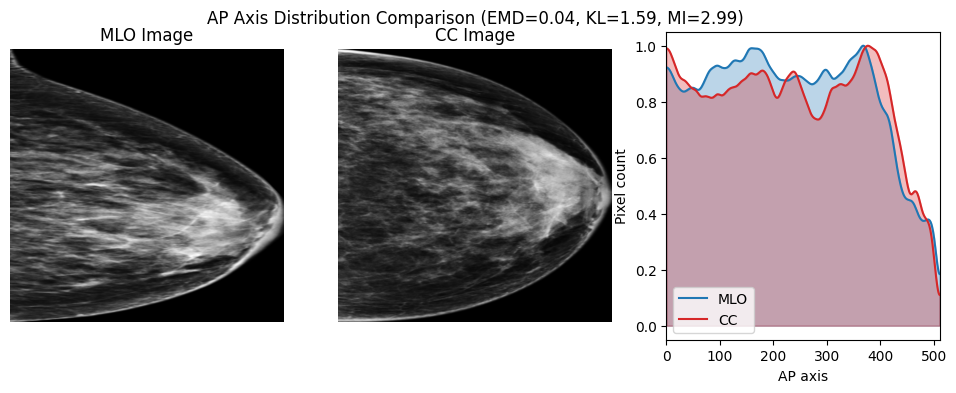 AP Axis Distribution Comparison (EMD=0.04, KL=1.59, MI=2.99)
MLO Image
CC Image
1.0
0.8
0.6
0.4
0.2
0.0
Pixel count
MLO
CC
0 100 200 300 400 500
AP axis